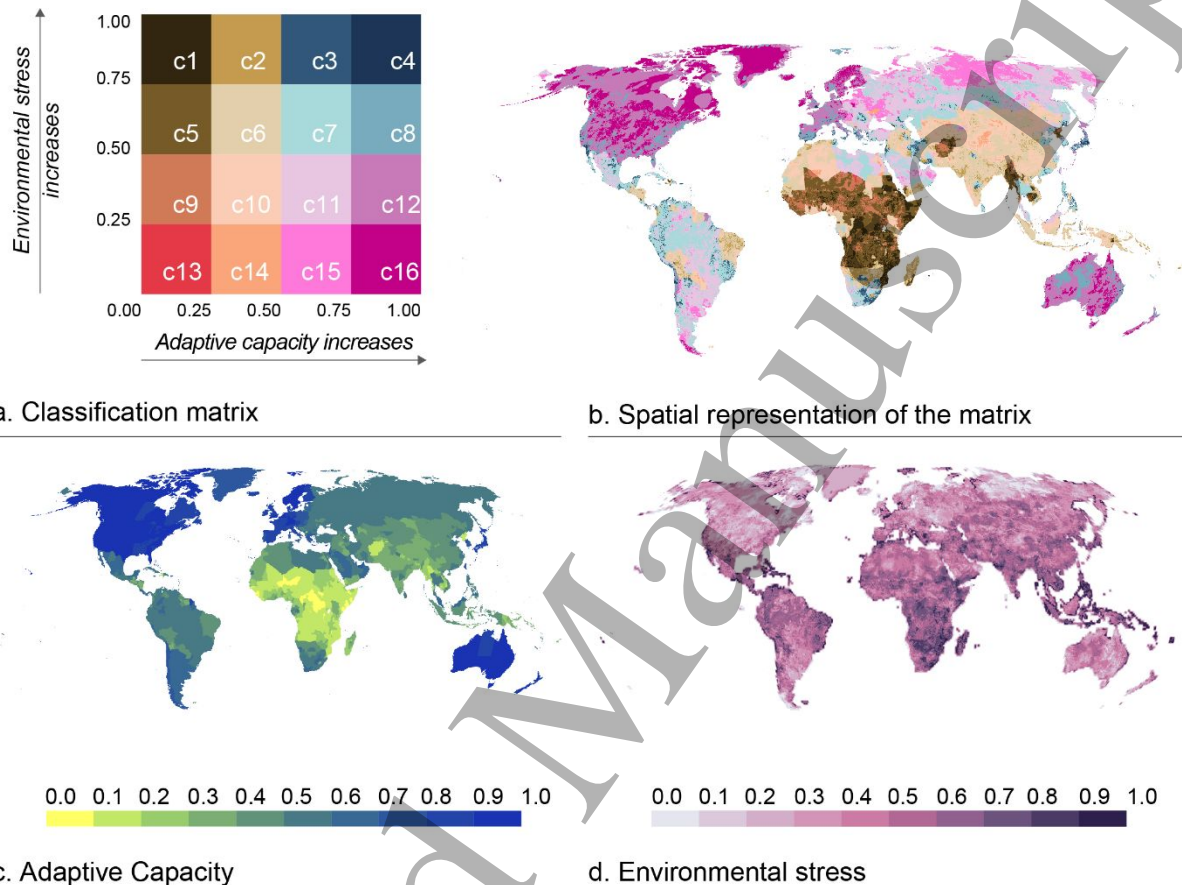 Environmental stress
increases
1.00
0.75
0.50
0.25
0.00
c1 c2 c3 c4
c5 c6 c7 c8
c9 c10 c11 c12
c13 c14 c15 c16
0.25 0.50 0.75 1.00
Adaptive capacity increases
a. Classification matrix
b. Spatial representation of the matrix
0.0 0.1 0.2 0.3 0.4 0.5 0.6 0.7 0.8 0.9 1.0
c. Adaptive Capacity
0.0 0.1 0.2 0.3 0.4 0.5 0.6 0.7 0.8 0.9 1.0
d. Environmental stress
d Manuscrip